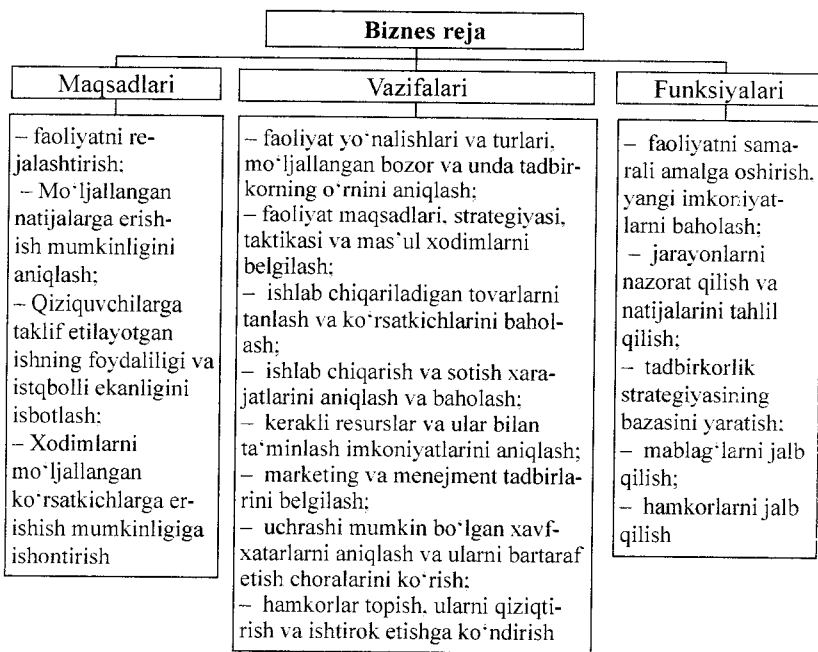 Biznes reja
Maqsadlari
– faoliyatni re-
jalashtirish;
– Mo‘ljallangan
natijalarga erish-
ish mumkinligini
aniqlash;
– Qiziquvchilarga
taklif etilayotgan
ishning foydaliligi va
istqbolli ekanligini
isbotlash;
– Xodimlarni
mo‘ljallangan
ko‘rsatkichlarga er-
ishish mumkinligiga
ishontirish
Vazifalari
– faoliyat yo‘nalishlari va turlari,
mo‘ljallangan bozor va unda tadbir-
korning o‘rnini aniqlash;
– faoliyat maqsadlari, strategiyasi,
taktikasi va mas’ul xodimlarni
belgilash;
– ishlab chiqariladigan tovarlarni
tanlash va ko‘rsatkichlarini bahol-
ash;
– ishlab chiqarish va sotish xara-
jatlarini aniqlash va baholash;
– kerakli resurslar va ular bilan
ta’minlash imkoniyatlarini aniqlash;
– marketing va menejment tadbirla-
rini belgilash;
– uchrashi mumkin bo‘lgan xavf-
xatarlarni aniqlash va ularni bartaraf
etish choralarini ko‘rish;
– hamkorlar topish, ularni qiziqti-
rish va ishtirok etishga ko‘ndirish
Funksiyalari
– faoliyatni sama-
rali amalga oshirish,
yangi imkoniyat-
larni baholash;
– jarayonlarni
nazorat qilish va
natijalarini tahlil
qilish;
– tadbirkorlik
strategiyasining
bazasini yaratish;
– mablag‘larni jalb
qilish;
– hamkorlarni jalb
qilish